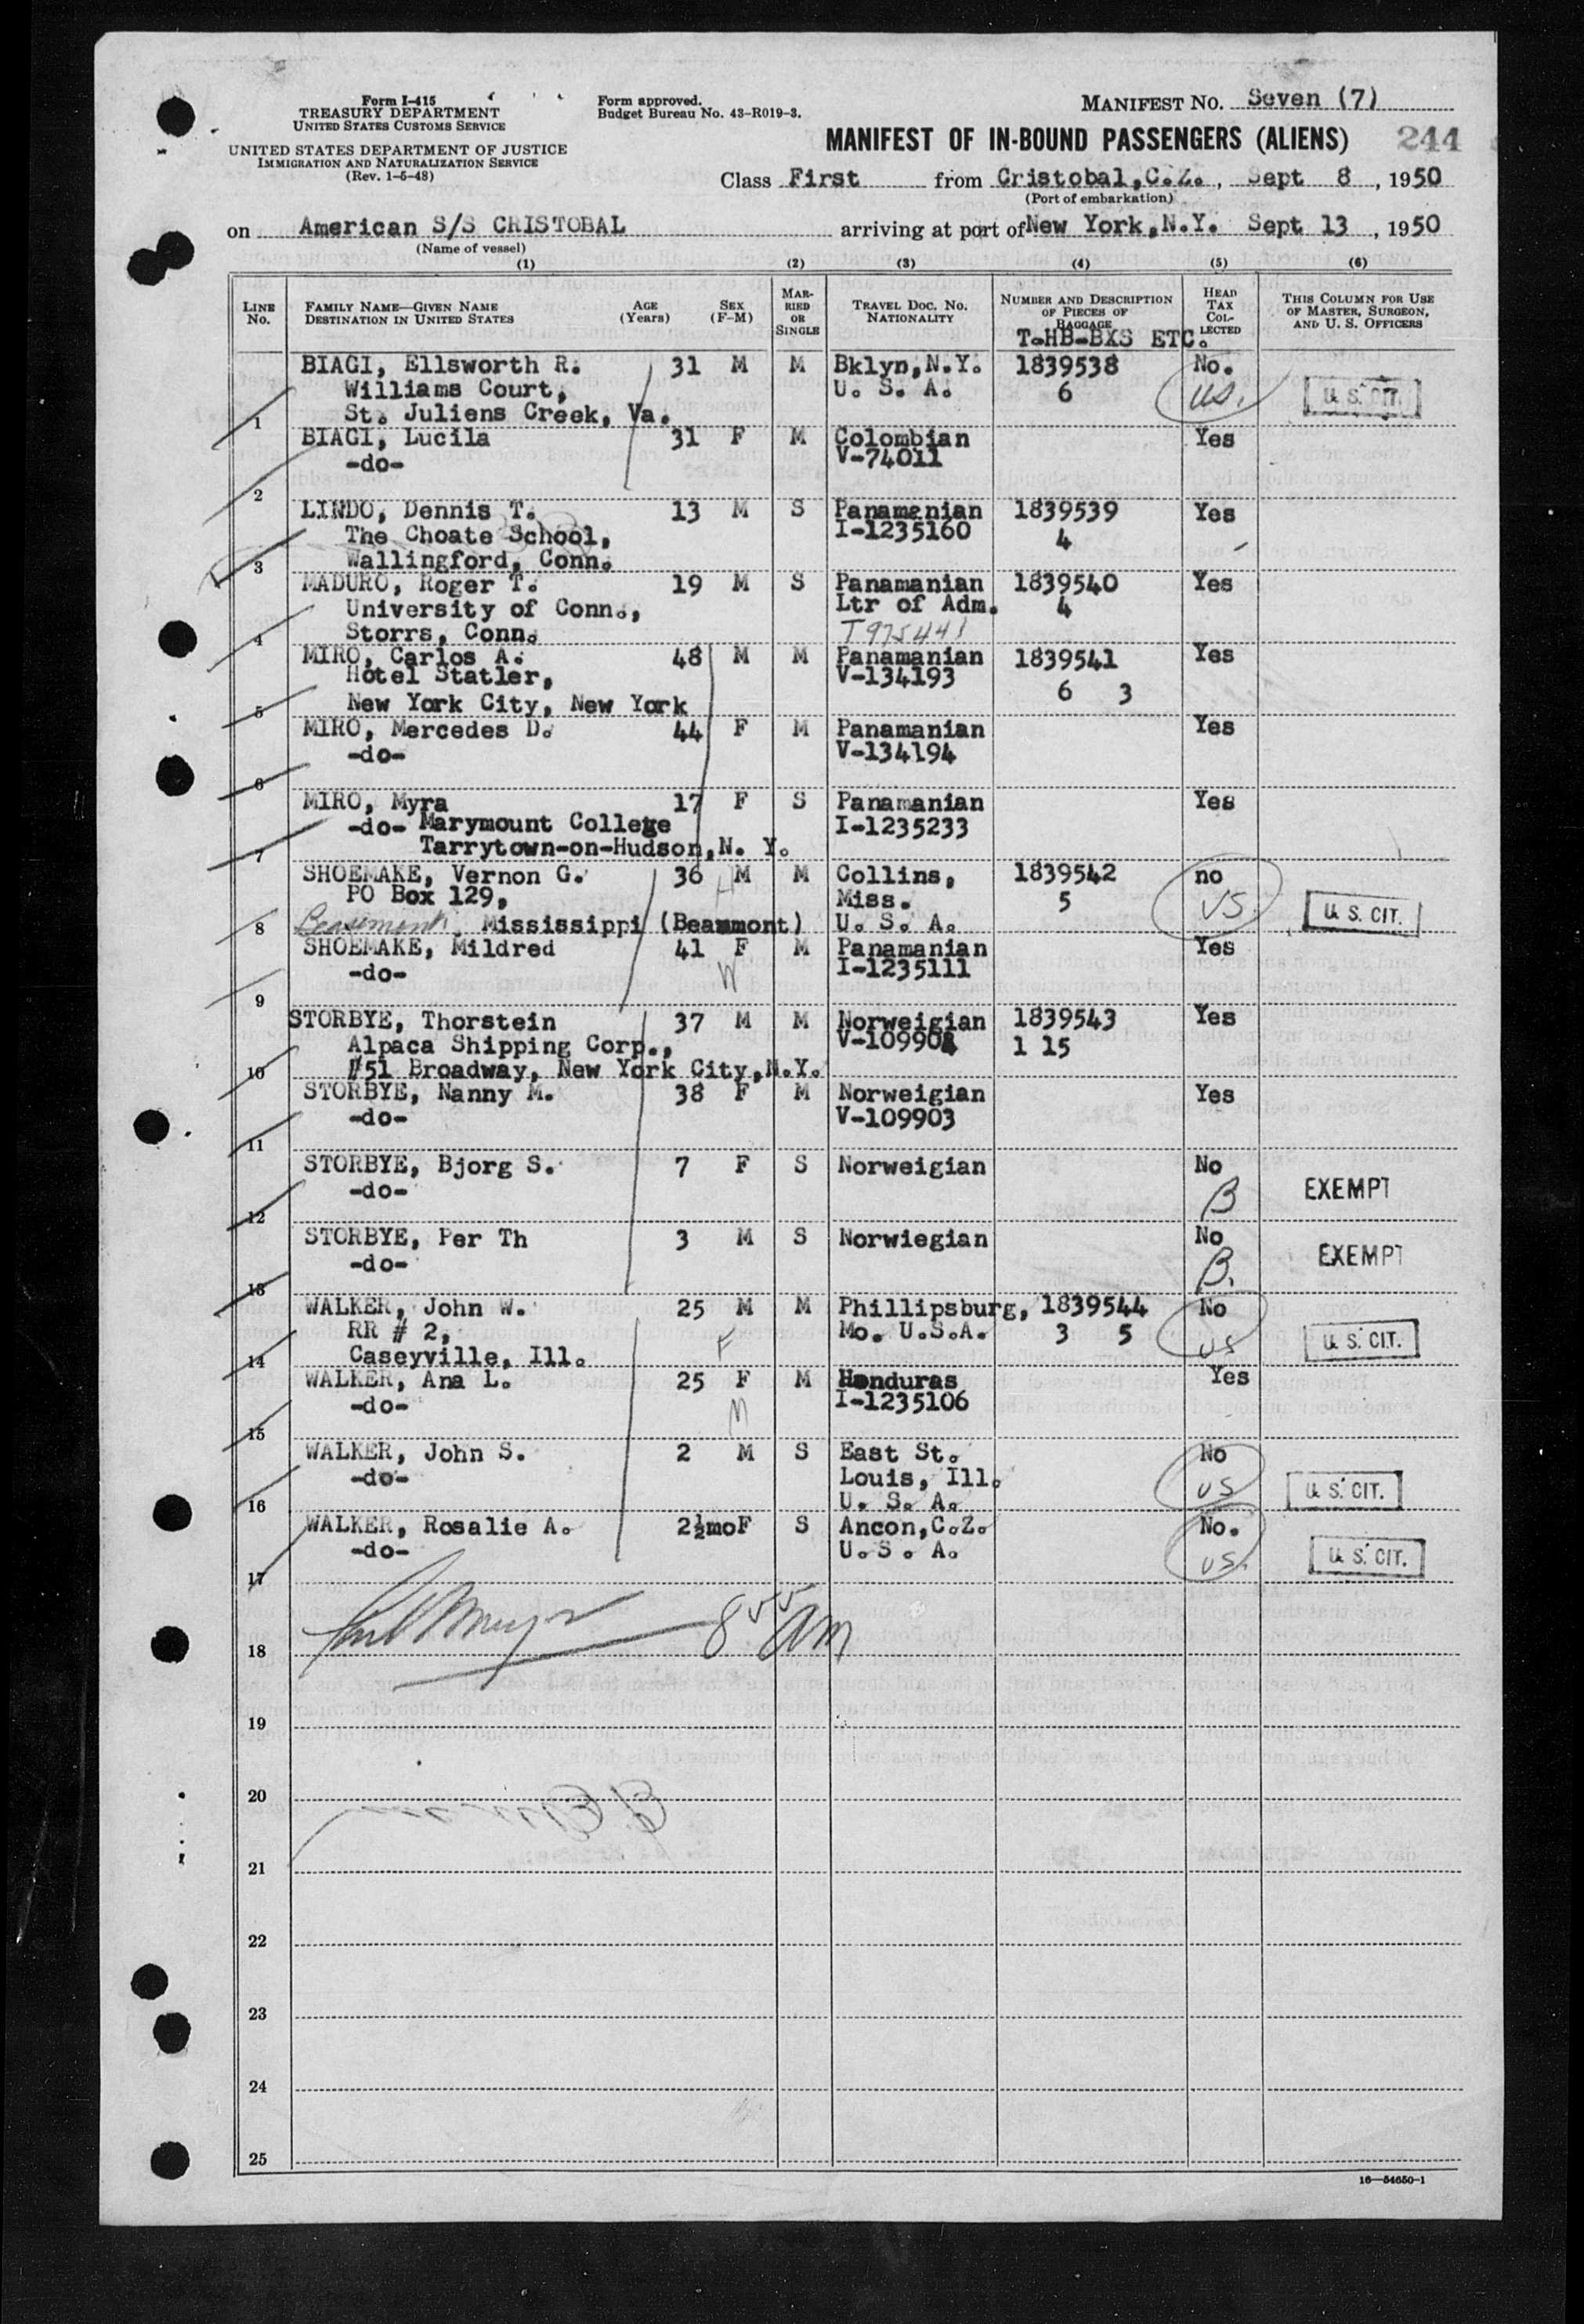 Form I-415
TREASURY DEPARTMENT
UNITED STATES CUSTOMS SERVICE
UNITED STATES DEPARTMENT OF JUSTICE
IMMIGRATION AND NATURALIZATION SERVICE
(Rev. 1-5-48)
Form approved.
Budget Bureau No. 43-R019-3.
MANIFEST NO. Seven (7)
MANIFEST OF IN-BOUND PASSENGERS (ALIENS) 244
Class First from Cristobal, C.Z., Sept 8, 1950
(Port of embarkation)
on American S/S CRISTOBAL arriving at port of New York, N.Y. Sept 13, 1950
(Name of vessel)
(1) (2) (3) (4) (5) (6)
LINE No. FAMILY NAME—GIVEN NAME DESTINATION IN UNITED STATES AGE (Years) SEX (F-M) MARRIED OR SINGLE TRAVEL DOC. NO. NATIONALITY NUMBER AND DESCRIPTION OF PIECES OF BAGGAGE HEAD TAX COLLECTED THIS COLUMN FOR USE OF MASTER, SURGEON, AND U. S. OFFICERS
T-HB-BXS ETC.
BIAGI, Ellsworth R. 31 M M Bklyn, N.Y. 1839538 No.
Williams Court, U. S. A. 6 US. U. S. CIT.
1 St. Juliens Creek, Va.
BIAGI, Lucila 31 F M Colombian Yes
-do- V-74011
2
LINDO, Dennis T. 13 M S Panamanian 1839539 Yes
The Choate School, I-1235160 4
3 Wallingford, Conn.
MADURO, Roger T. 19 M S Panamanian 1839540 Yes
University of Conn., Ltr of Adm. 4
4 Storrs, Conn. T975441
MIRO, Carlos A. 48 M M Panamanian 1839541 Yes
Hotel Statler, V-134193
5 New York City, New York 6 3
MIRO, Mercedes D. 44 F M Panamanian Yes
-do- V-134194
6
MIRO, Myra 17 F S Panamanian Yes
-do- Marymount College I-1235233
7 Tarrytown-on-Hudson, N. Y.
SHOEMAKE, Vernon G. 36 M M Collins, 1839542 no
PO Box 129, H Miss. 5 US U. S. CIT.
8 Beaumont, Mississippi (Beaumont) U. S. A.
SHOEMAKE, Mildred 41 F M Panamanian Yes
-do- W I-1235111
9
STORBYE, Thorstein 37 M M Norweigian 1839543 Yes
Alpaca Shipping Corp., V-109902 1 15
10 #51 Broadway, New York City, N.Y.
STORBYE, Nanny M. 38 F M Norweigian Yes
-do- V-109903
11
STORBYE, Bjorg S. 7 F S Norweigian No
-do- B EXEMPT
12
STORBYE, Per Th 3 M S Norwiegian No
-do- B. EXEMPT
13
WALKER, John W. 25 M M Phillipsburg, 1839544 No
RR # 2, F Mo. U.S.A. 3 5 US U. S. CIT.
14 Caseyville, Ill.
WALKER, Ana L. 25 F M Honduras Yes
-do- M I-1235106
15
WALKER, John S. 2 M S East St. No
-do- Louis, Ill. US U. S. CIT.
16 U. S. A.
WALKER, Rosalie A. 2½mo F S Ancon, C.Z. No.
-do- U. S. A. US. U. S. CIT.
17
8 55 AM
18
19
20
21
22
23
24
25
16—54650-1